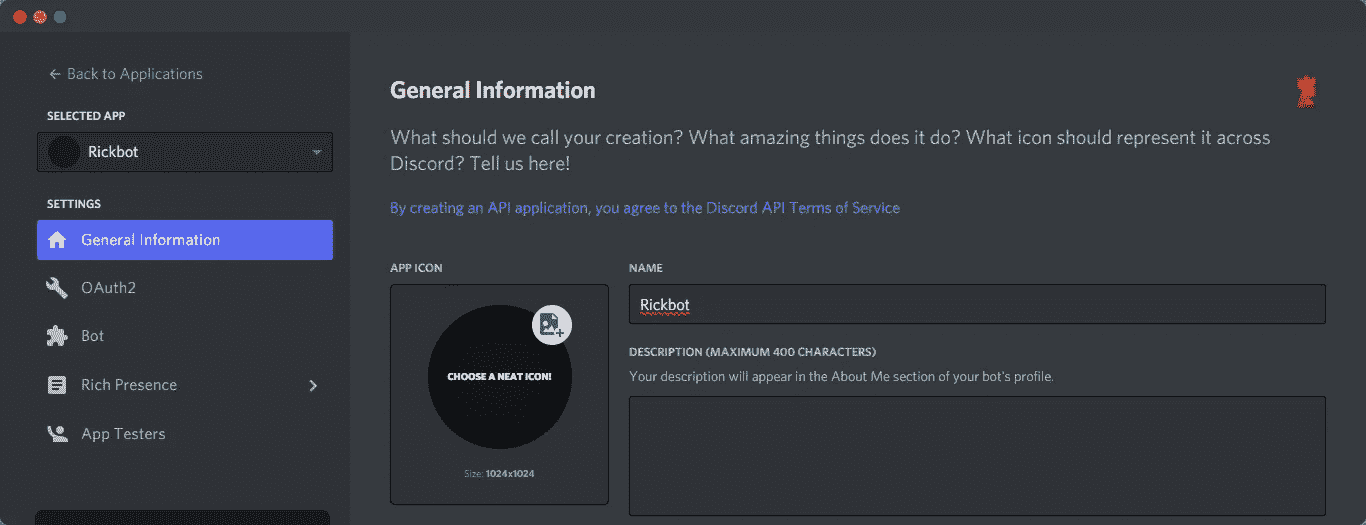 Back to Applications
SELECTED APP
Rickbot
SETTINGS
General Information
OAuth2
Bot
Rich Presence
App Testers
General Information
What should we call your creation? What amazing things does it do? What icon should represent it across
Discord? Tell us here!
By creating an API application, you agree to the Discord API Terms of Service
APP ICON
CHOOSE A NEAT ICON!
Size: 1024x1024
NAME
Rickbot
DESCRIPTION (MAXIMUM 400 CHARACTERS)
Your description will appear in the About Me section of your bot's profile.